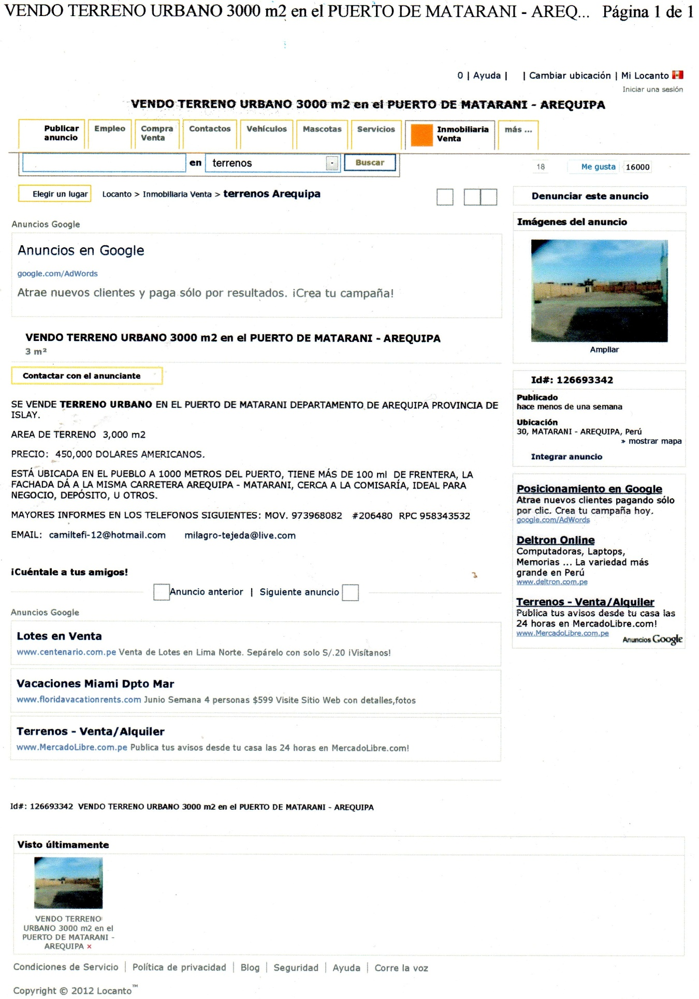 VENDO TERRENO URBANO 3000 m2 en el PUERTO DE MATARANI - AREQ... Página 1 de 1
0 | Ayuda | | Cambiar ubicación | Mi Locanto
Iniciar una sesión
VENDO TERRENO URBANO 3000 m2 en el PUERTO DE MATARANI - AREQUIPA
Publicar anuncio
Empleo
Compra Venta
Contactos
Vehículos
Mascotas
Servicios
Inmobiliaria Venta
más ...
en terrenos Buscar
18 Me gusta 16000
Elegir un lugar Locanto > Inmobiliaria Venta > terrenos Arequipa
Anuncios Google
Anuncios en Google
google.com/AdWords
Atrae nuevos clientes y paga sólo por resultados. ¡Crea tu campaña!
VENDO TERRENO URBANO 3000 m2 en el PUERTO DE MATARANI - AREQUIPA
3 m²
Contactar con el anunciante
SE VENDE TERRENO URBANO EN EL PUERTO DE MATARANI DEPARTAMENTO DE AREQUIPA PROVINCIA DE
ISLAY.
AREA DE TERRENO 3,000 m2
PRECIO: 450,000 DOLARES AMERICANOS.
ESTÁ UBICADA EN EL PUEBLO A 1000 METROS DEL PUERTO, TIENE MÁS DE 100 ml DE FRENTERA, LA
FACHADA DÁ A LA MISMA CARRETERA AREQUIPA - MATARANI, CERCA A LA COMISARÍA, IDEAL PARA
NEGOCIO, DEPÓSITO, U OTROS.
MAYORES INFORMES EN LOS TELEFONOS SIGUIENTES: MOV. 973968082 #206480 RPC 958343532
EMAIL: camiltefi-12@hotmail.com milagro-tejeda@live.com
¡Cuéntale a tus amigos!
Anuncio anterior | Siguiente anuncio
Anuncios Google
Lotes en Venta
www.centenario.com.pe Venta de Lotes en Lima Norte. Sepárelo con solo S/.20 ¡Visítanos!
Vacaciones Miami Dpto Mar
www.floridavacationrents.com Junio Semana 4 personas $599 Visite Sitio Web con detalles,fotos
Terrenos - Venta/Alquiler
www.MercadoLibre.com.pe Publica tus avisos desde tu casa las 24 horas en MercadoLibre.com!
Denunciar este anuncio
Imágenes del anuncio
Ampliar
Id#: 126693342
Publicado
hace menos de una semana
Ubicación
30, MATARANI - AREQUIPA, Perú
» mostrar mapa
Integrar anuncio
Posicionamiento en Google
Atrae nuevos clientes pagando sólo
por clic. Crea tu campaña hoy.
google.com/AdWords
Deltron Online
Computadoras, Laptops,
Memorias ... La variedad más
grande en Perú
www.deltron.com.pe
Terrenos - Venta/Alquiler
Publica tus avisos desde tu casa las
24 horas en MercadoLibre.com!
www.MercadoLibre.com.pe
Anuncios Google
Id#: 126693342 VENDO TERRENO URBANO 3000 m2 en el PUERTO DE MATARANI - AREQUIPA
Visto últimamente
VENDO TERRENO
URBANO 3000 m2 en el
PUERTO DE MATARANI -
AREQUIPA ×
Condiciones de Servicio | Política de privacidad | Blog | Seguridad | Ayuda | Corre la voz
Copyright © 2012 Locanto™